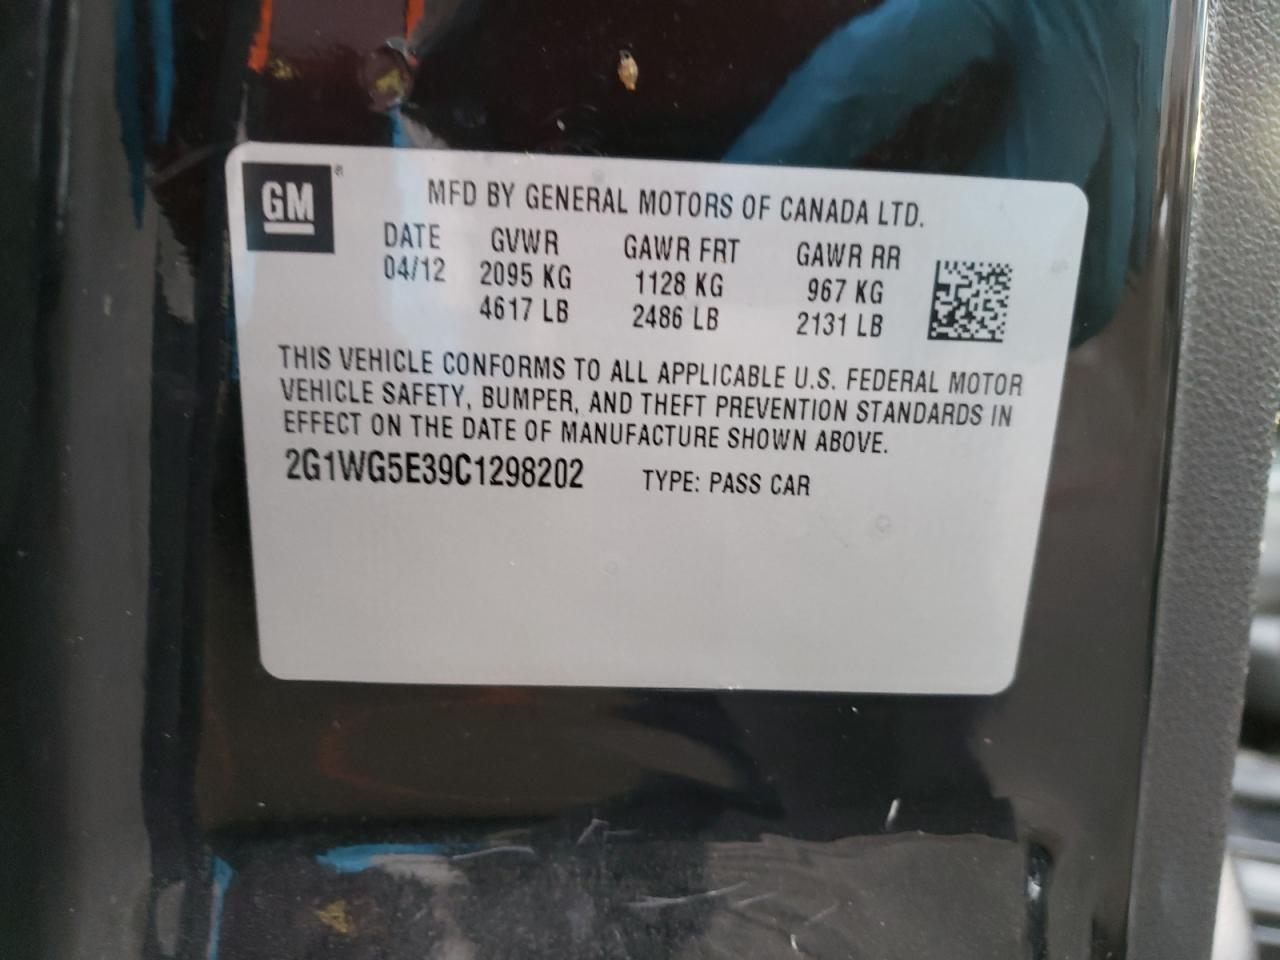 GM
MFD BY GENERAL MOTORS OF CANADA LTD.
DATE GVWR GAWR FRT GAWR RR
04/12 2095 KG 1128 KG 967 KG
4617 LB 2486 LB 2131 LB
THIS VEHICLE CONFORMS TO ALL APPLICABLE U.S. FEDERAL MOTOR
VEHICLE SAFETY, BUMPER, AND THEFT PREVENTION STANDARDS IN
EFFECT ON THE DATE OF MANUFACTURE SHOWN ABOVE.
2G1WG5E39C1298202 TYPE: PASS CAR